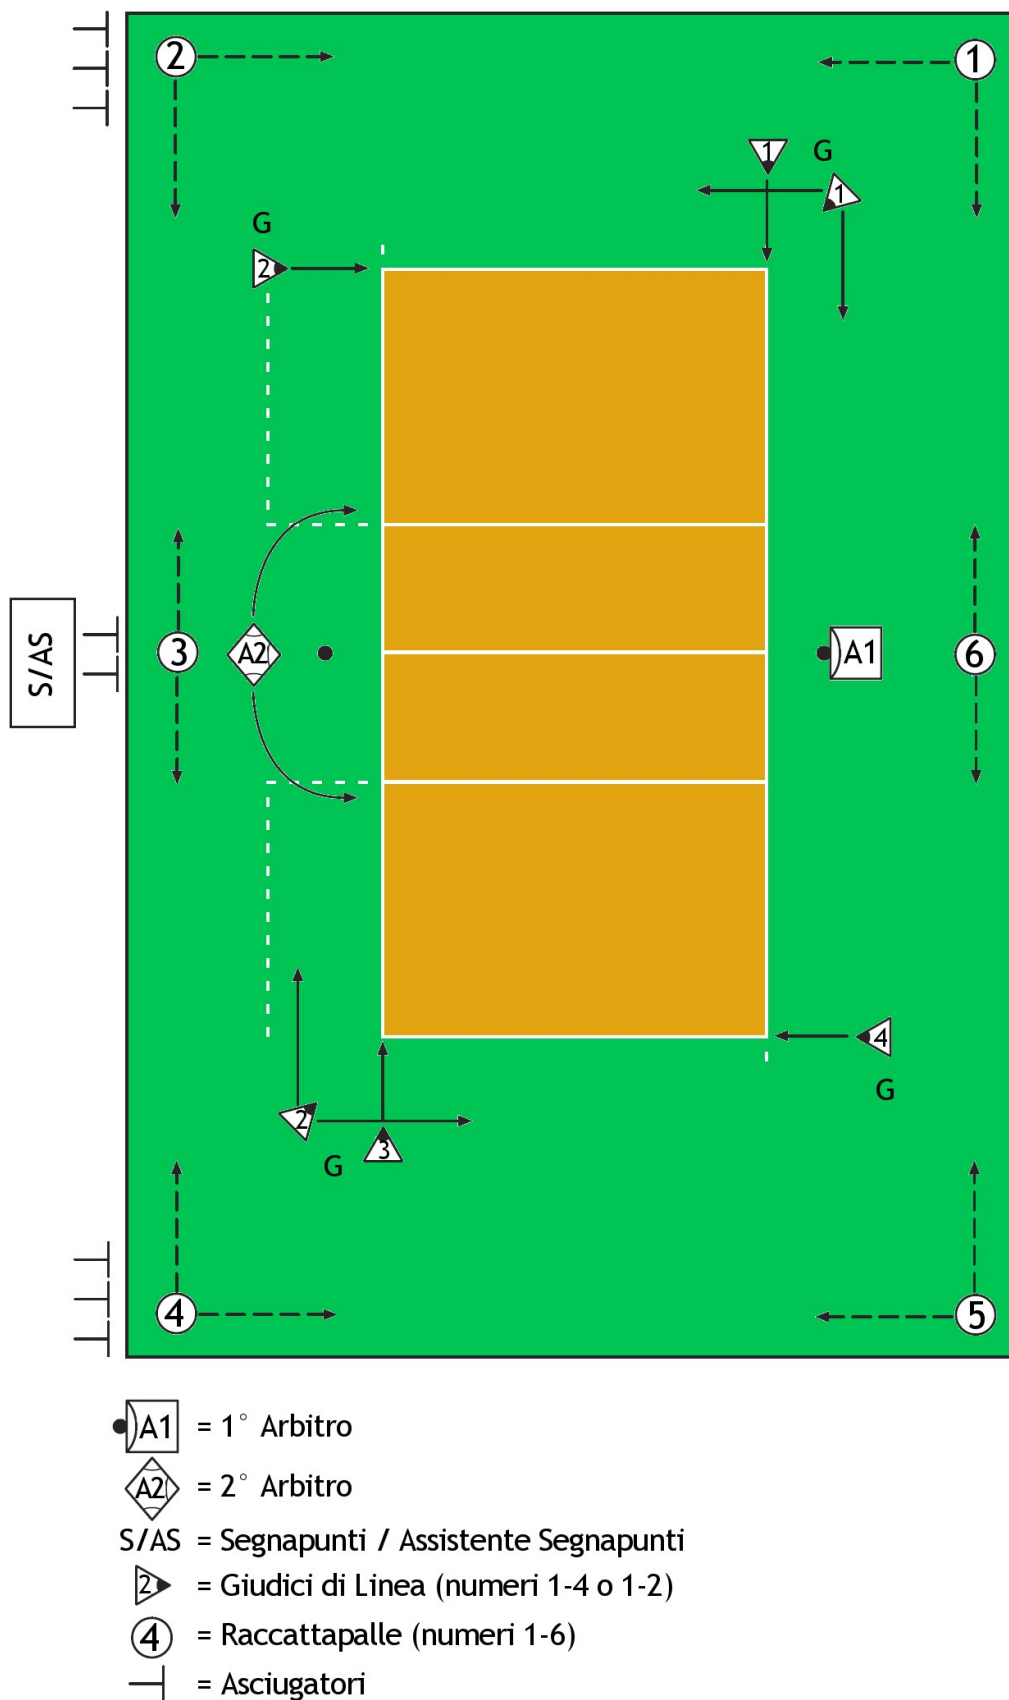 2
1
1
G
1
G
2
S/AS
3
A2
A1
6
4
G
2
3
G
4
5
A1 = 1° Arbitro
A2 = 2° Arbitro
S/AS = Segnapunti / Assistente Segnapunti
2 = Giudici di Linea (numeri 1-4 o 1-2)
4 = Raccattapalle (numeri 1-6)
= Asciugatori